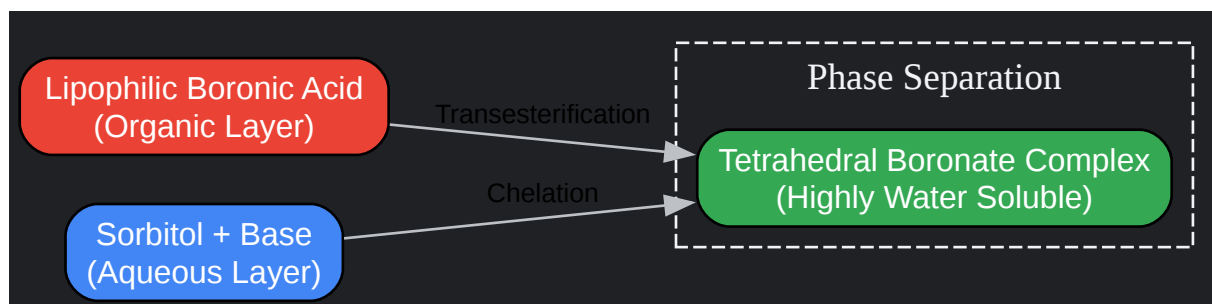 Lipophilic Boronic Acid
(Organic Layer)
Transesterification
Phase Separation
Tetrahedral Boronate Complex
(Highly Water Soluble)
Chelation
Sorbitol + Base
(Aqueous Layer)